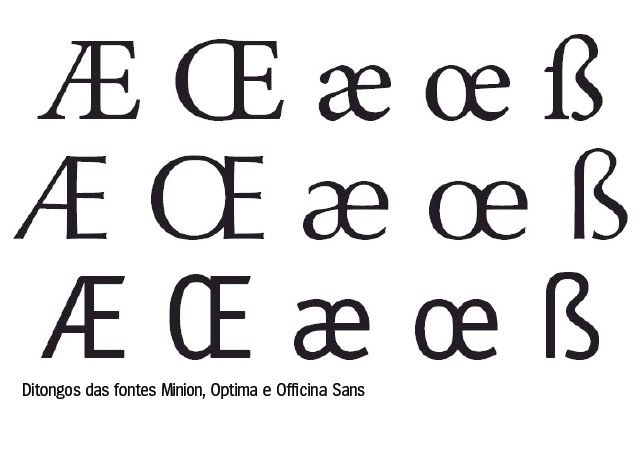 Æ Œ æ œ ß
Æ Œ æ œ ß
Æ Œ æ œ ß
Ditongos das fontes Minion, Optima e Officina Sans